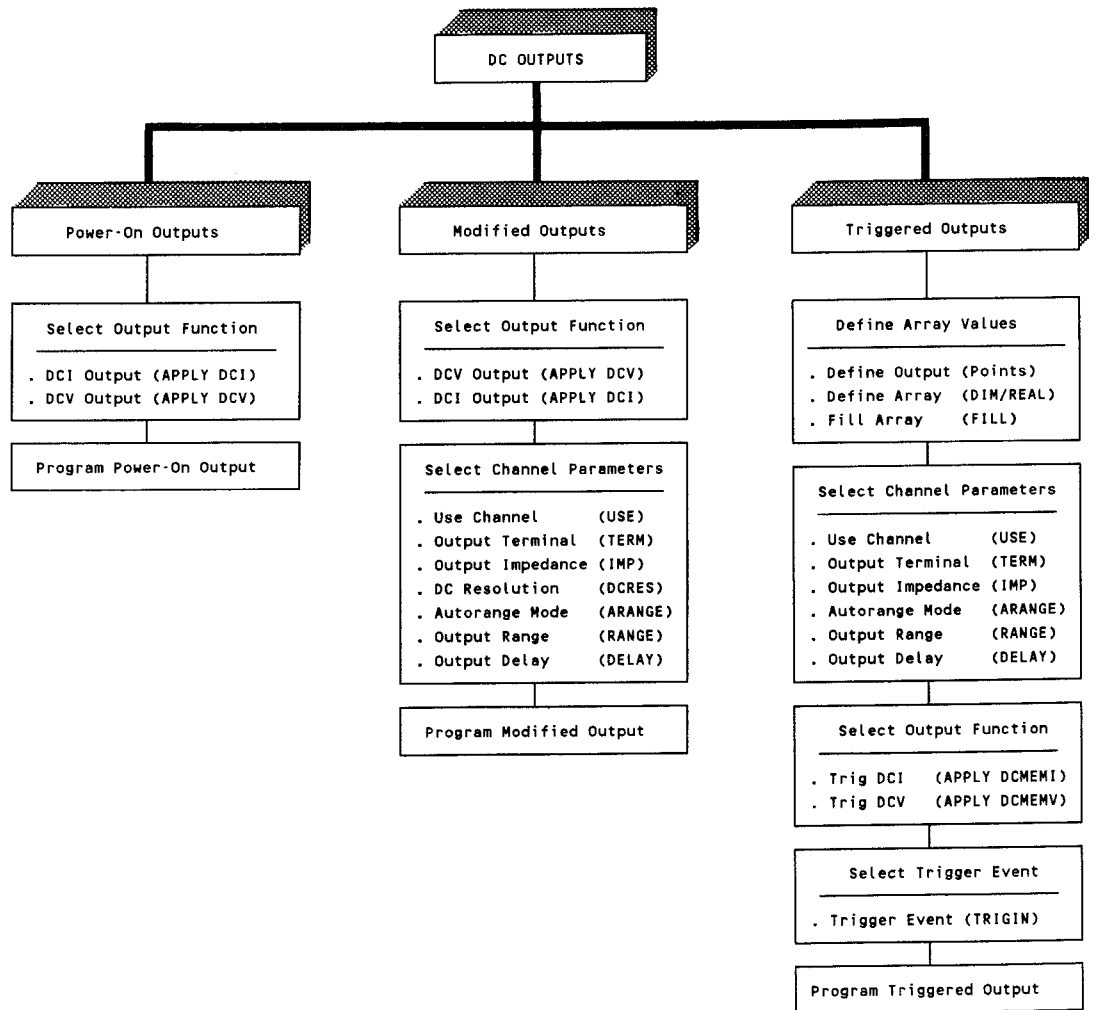 DC OUTPUTS
Power-On Outputs
Select Output Function
. DCI Output (APPLY DCI)
. DCV Output (APPLY DCV)
Program Power-On Output
Modified Outputs
Select Output Function
. DCV Output (APPLY DCV)
. DCI Output (APPLY DCI)
Select Channel Parameters
. Use Channel (USE)
. Output Terminal (TERM)
. Output Impedance (IMP)
. DC Resolution (DCRES)
. Autorange Mode (ARANGE)
. Output Range (RANGE)
. Output Delay (DELAY)
Program Modified Output
Triggered Outputs
Define Array Values
. Define Output (Points)
. Define Array (DIM/REAL)
. Fill Array (FILL)
Select Channel Parameters
. Use Channel (USE)
. Output Terminal (TERM)
. Output Impedance (IMP)
. Autorange Mode (ARANGE)
. Output Range (RANGE)
. Output Delay (DELAY)
Select Output Function
. Trig DCI (APPLY DCMEMI)
. Trig DCV (APPLY DCMEMV)
Select Trigger Event
. Trigger Event (TRIGIN)
Program Triggered Output